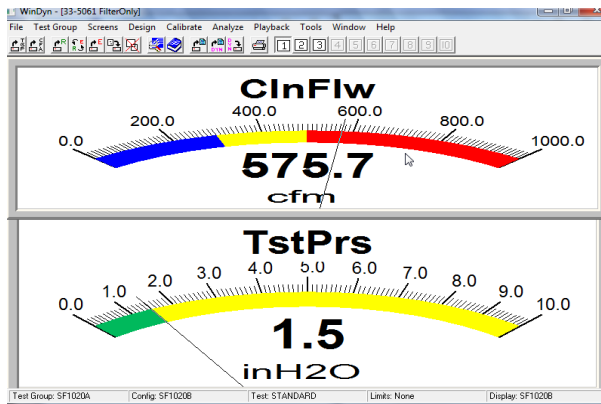 WinDyn - [33-5061 FilterOnly]
File Test Group Screens Design Calibrate Analyze Playback Tools Window Help
1 2 3 4 5 6 7 8 9 10
ClnFlw
0.0 200.0 400.0 600.0 800.0 1000.0
575.7
cfm
TstPrs
0.0 1.0 2.0 3.0 4.0 5.0 6.0 7.0 8.0 9.0 10.0
1.5
inH2O
Test Group: SF1020A Config: SF1020B Test: STANDARD Limits: None Display: SF1020B